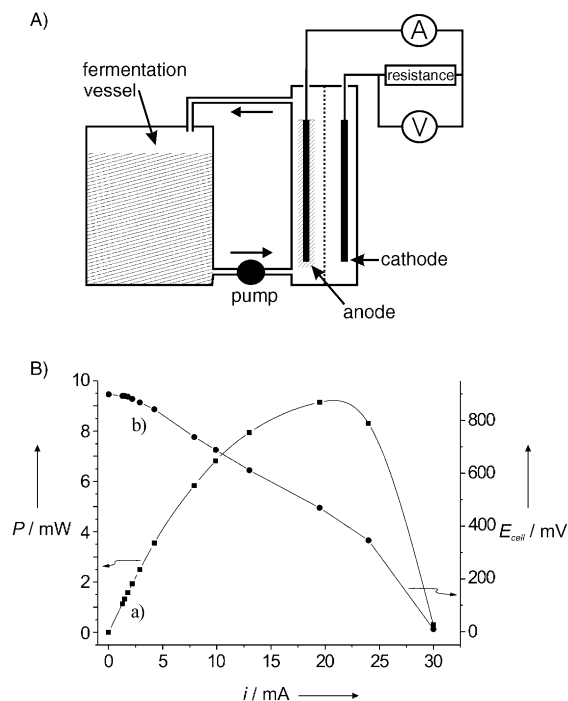 A)
A
resistance
V
fermentation
vessel
cathode
pump
anode
B)
10
8
6
4
2
0
P / mW
b)
a)
800
600
400
200
0
E_cell / mV
0 5 10 15 20 25 30
i / mA